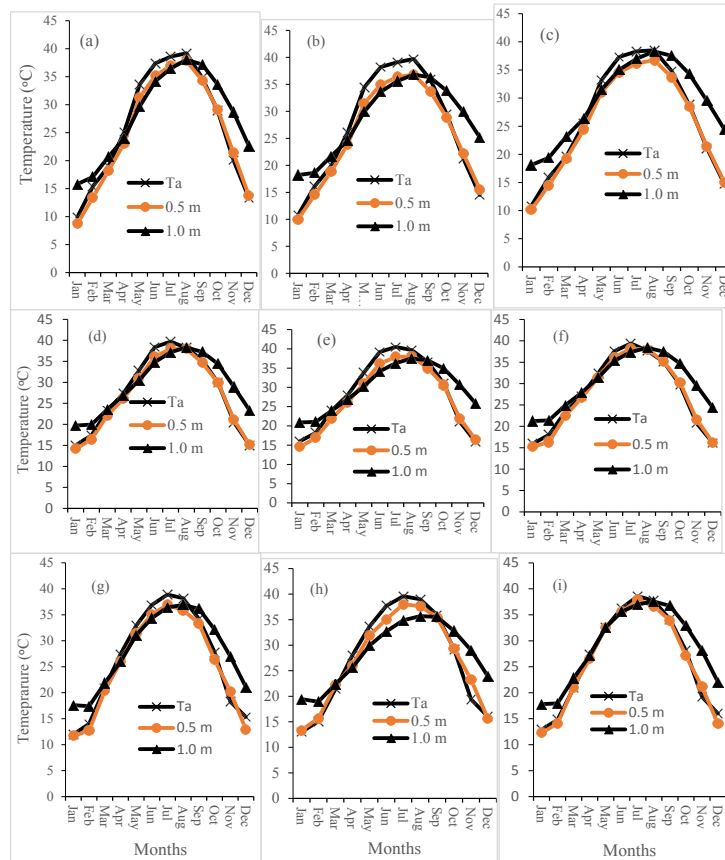 Temperature (oC)
45
40
35
30
25
20
15
10
5
0
(a)
Ta
0.5 m
1.0 m
Jan
Feb
Mar
Apr
May
Jun
Jul
Aug
Sep
Oct
Nov
Dec
45
40
35
30
25
20
15
10
5
0
(b)
Ta
0.5 m
1.0 m
Jan
Feb
Mar
Apr
M…
Jun
Jul
Aug
Sep
Oct
Nov
Dec
45
40
35
30
25
20
15
10
5
0
(c)
Ta
0.5 m
1.0 m
Jan
Feb
Mar
Apr
May
Jun
Jul
Aug
Sep
Oct
Nov
Dec
Temperature (oC)
45
40
35
30
25
20
15
10
5
0
(d)
Ta
0.5 m
1.0 m
Jan
Feb
Mar
Apr
May
Jun
Jul
Aug
Sep
Oct
Nov
Dec
45
40
35
30
25
20
15
10
5
0
(e)
Ta
0.5 m
1.0 m
Jan
Feb
Mar
Apr
May
Jun
Jul
Aug
Sep
Oct
Nov
Dec
45
40
35
30
25
20
15
10
5
0
(f)
Ta
0.5 m
1.0 m
Jan
Feb
Mar
Apr
May
Jun
Jul
Aug
Sep
Oct
Nov
Dec
Temeprarure (oC)
45
40
35
30
25
20
15
10
5
0
(g)
Ta
0.5 m
1.0 m
Jan
Feb
Mar
Apr
May
Jun
Jul
Aug
Sep
Oct
Nov
Dec
Months
45
40
35
30
25
20
15
10
5
0
(h)
Ta
0.5 m
1.0 m
Jan
Feb
Mar
Apr
May
Jun
Jul
Aug
Sep
Oct
Nov
Dec
Months
45
40
35
30
25
20
15
10
5
0
(i)
Ta
0.5 m
1.0 m
Jan
Feb
Mar
Apr
May
Jun
Jul
Aug
Sep
Oct
Nov
Dec
Months